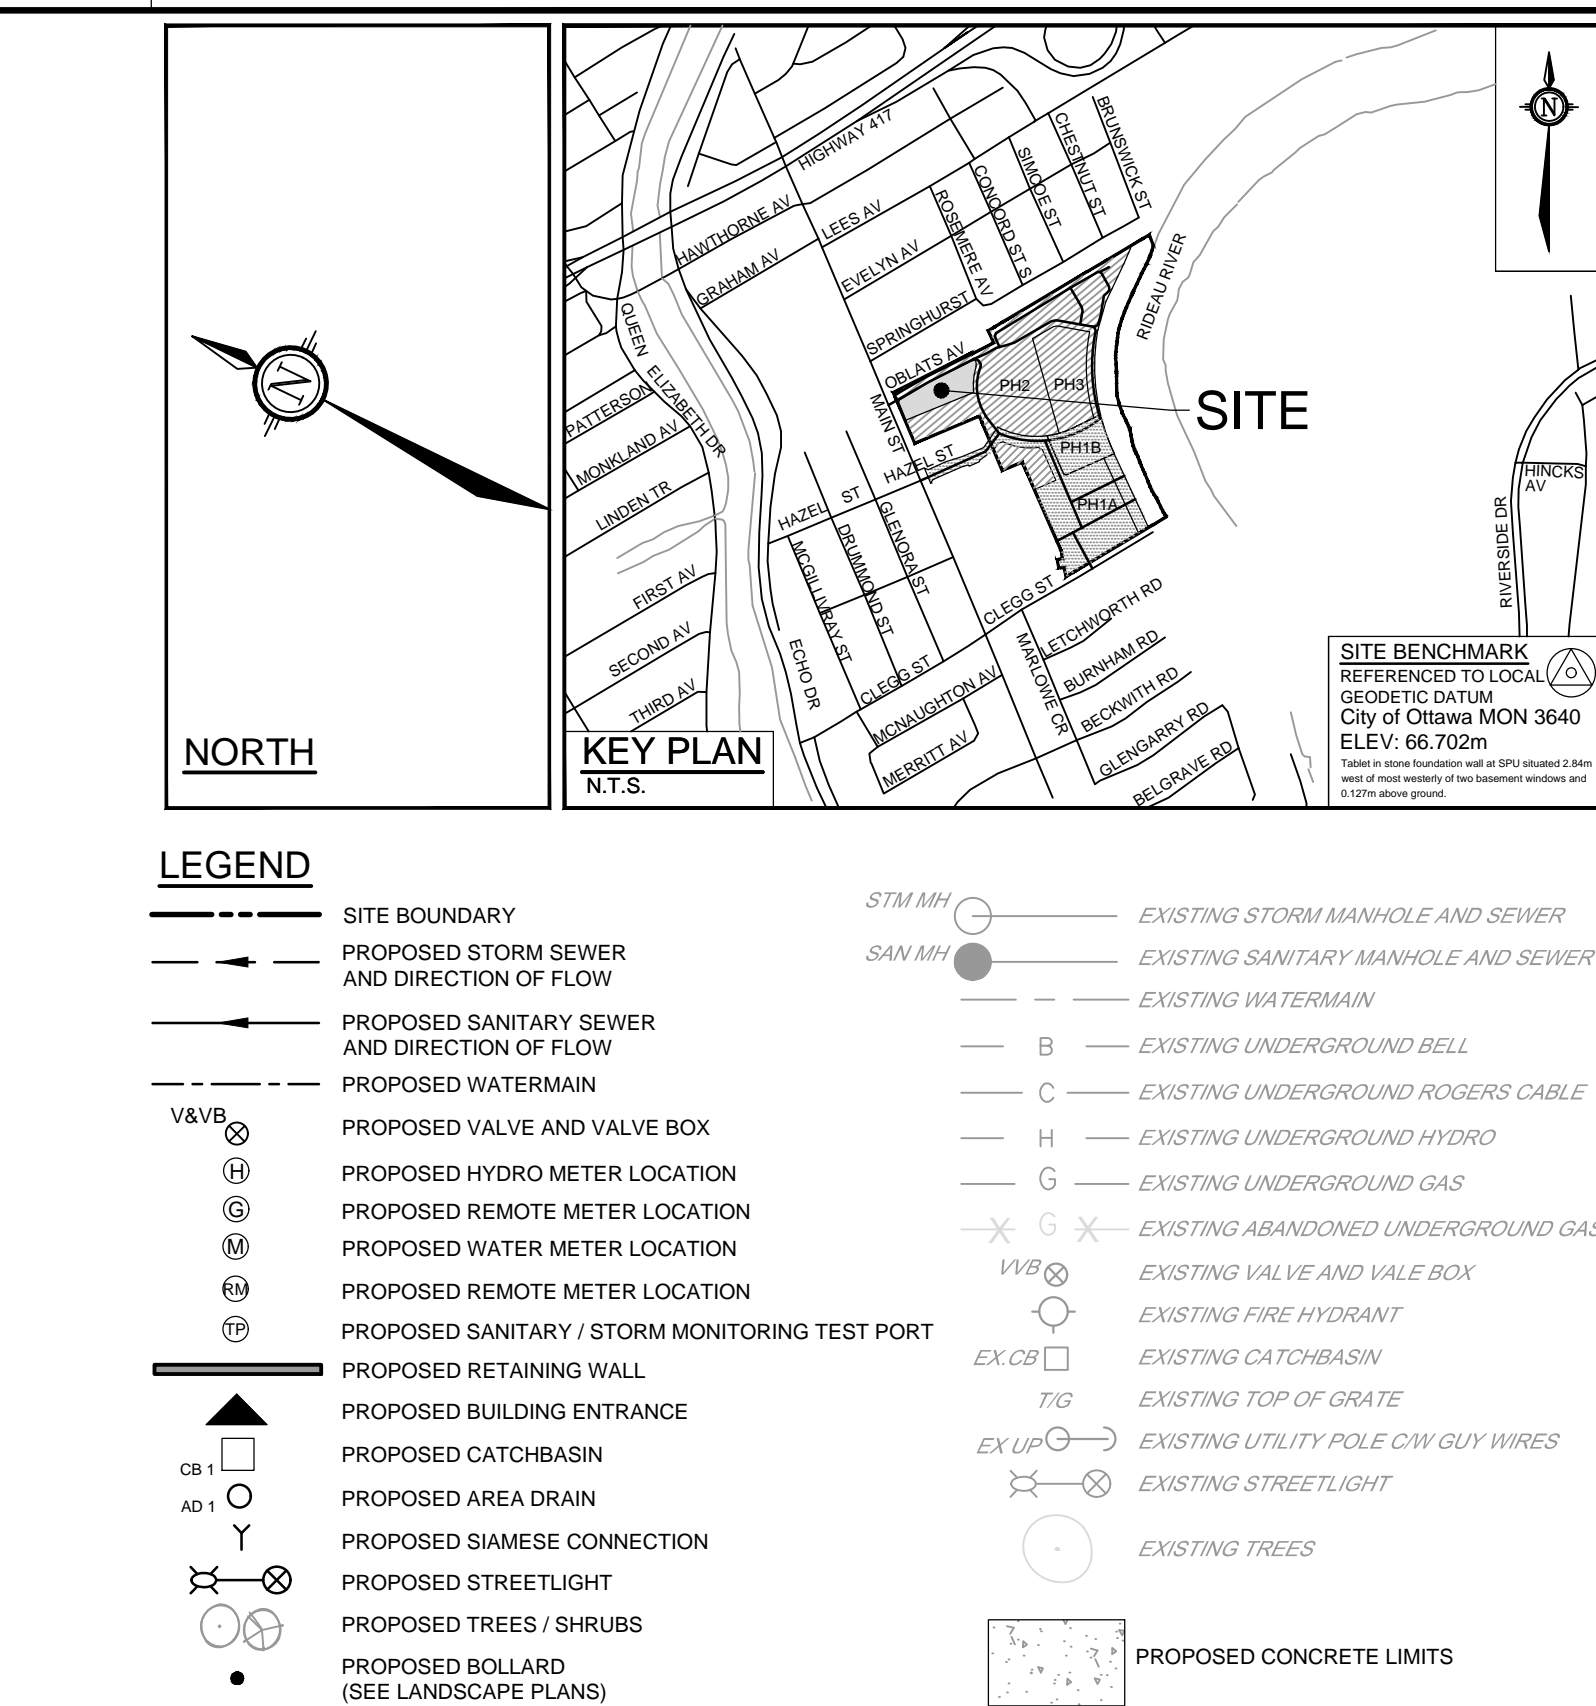 N
NORTH
HIGHWAY 417
HAWTHORNE AV
GRAHAM AV
LEES AV
EVELYN AV
SPRINGHURST
OBLATS AV
ROSEMERE AV
CONCORD ST S
SIMCOE ST
CHESTNUT ST
BRUNSWICK ST
RIDEAU RIVER
QUEEN ELIZABETH DR
PATTERSON
MONKLAND AV
LINDEN TR
FIRST AV
SECOND AV
THIRD AV
MAIN ST
HAZEL ST
HAZEL ST
GLENORA ST
DRUMMOND ST
MCGILLIVRAY ST
ECHO DR
CLEGG ST
CLEGG ST
MCNAUGHTON AV
MERRITT AV
MARLOWE CR
LETCHWORTH RD
BURNHAM RD
BECKWITH RD
GLENGARRY RD
BELGRAVE RD
PH2
PH3
PH1B
PH1A
SITE
N
HINCKS
AV
RIVERSIDE DR
KEY PLAN
N.T.S.
SITE BENCHMARK
REFERENCED TO LOCAL
GEODETIC DATUM
City of Ottawa MON 3640
ELEV: 66.702m
Tablet in stone foundation wall at SPU situated 2.84m
west of most westerly of two basement windows and
0.127m above ground.
LEGEND
SITE BOUNDARY
PROPOSED STORM SEWER
AND DIRECTION OF FLOW
PROPOSED SANITARY SEWER
AND DIRECTION OF FLOW
PROPOSED WATERMAIN
V&VB PROPOSED VALVE AND VALVE BOX
H PROPOSED HYDRO METER LOCATION
G PROPOSED REMOTE METER LOCATION
M PROPOSED WATER METER LOCATION
RM PROPOSED REMOTE METER LOCATION
TP PROPOSED SANITARY / STORM MONITORING TEST PORT
PROPOSED RETAINING WALL
PROPOSED BUILDING ENTRANCE
CB 1 PROPOSED CATCHBASIN
AD 1 PROPOSED AREA DRAIN
PROPOSED SIAMESE CONNECTION
PROPOSED STREETLIGHT
PROPOSED TREES / SHRUBS
PROPOSED BOLLARD
(SEE LANDSCAPE PLANS)
STM MH EXISTING STORM MANHOLE AND SEWER
SAN MH EXISTING SANITARY MANHOLE AND SEWER
EXISTING WATERMAIN
B EXISTING UNDERGROUND BELL
C EXISTING UNDERGROUND ROGERS CABLE
H EXISTING UNDERGROUND HYDRO
G EXISTING UNDERGROUND GAS
X G X EXISTING ABANDONED UNDERGROUND GAS
VVB EXISTING VALVE AND VALE BOX
EXISTING FIRE HYDRANT
EX.CB EXISTING CATCHBASIN
T/G EXISTING TOP OF GRATE
EX UP EXISTING UTILITY POLE C/W GUY WIRES
EXISTING STREETLIGHT
EXISTING TREES
PROPOSED CONCRETE LIMITS